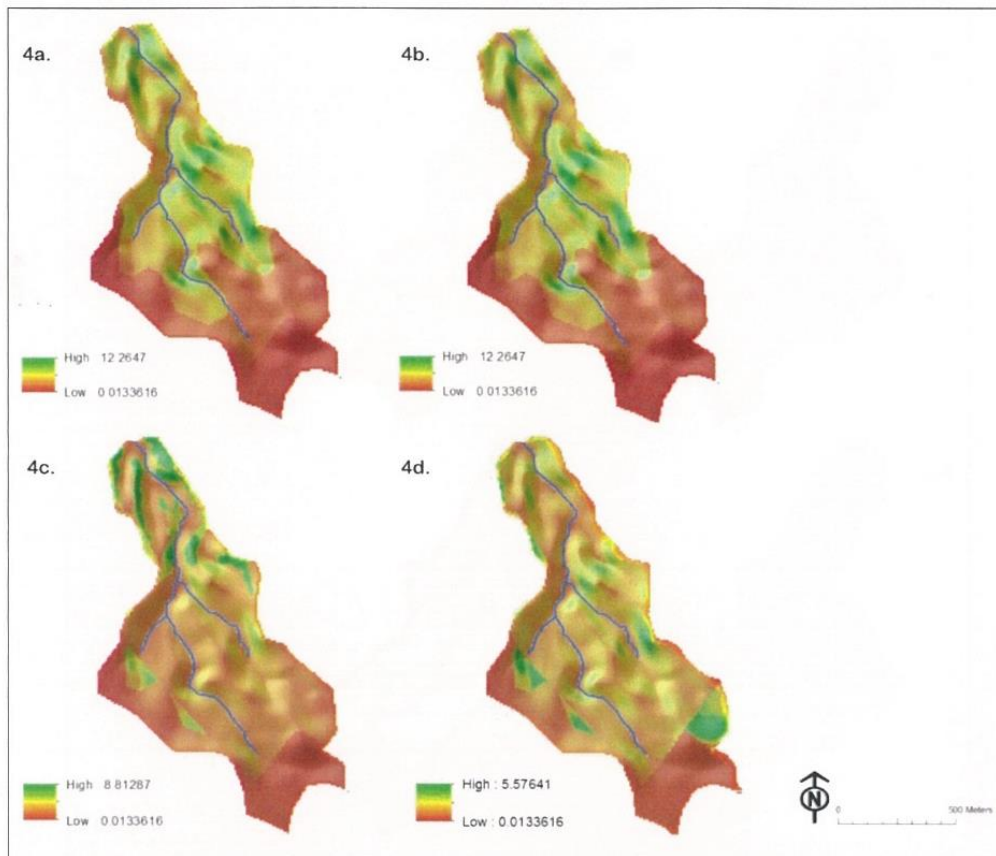 4a.
4b.
High 12 2647
Low 0 0133616
High 12 2647
Low 0 0133616
4c.
4d.
High 8 81287
Low 0 0133616
High : 5.57641
Low : 0.0133616
N
0
500 Meters